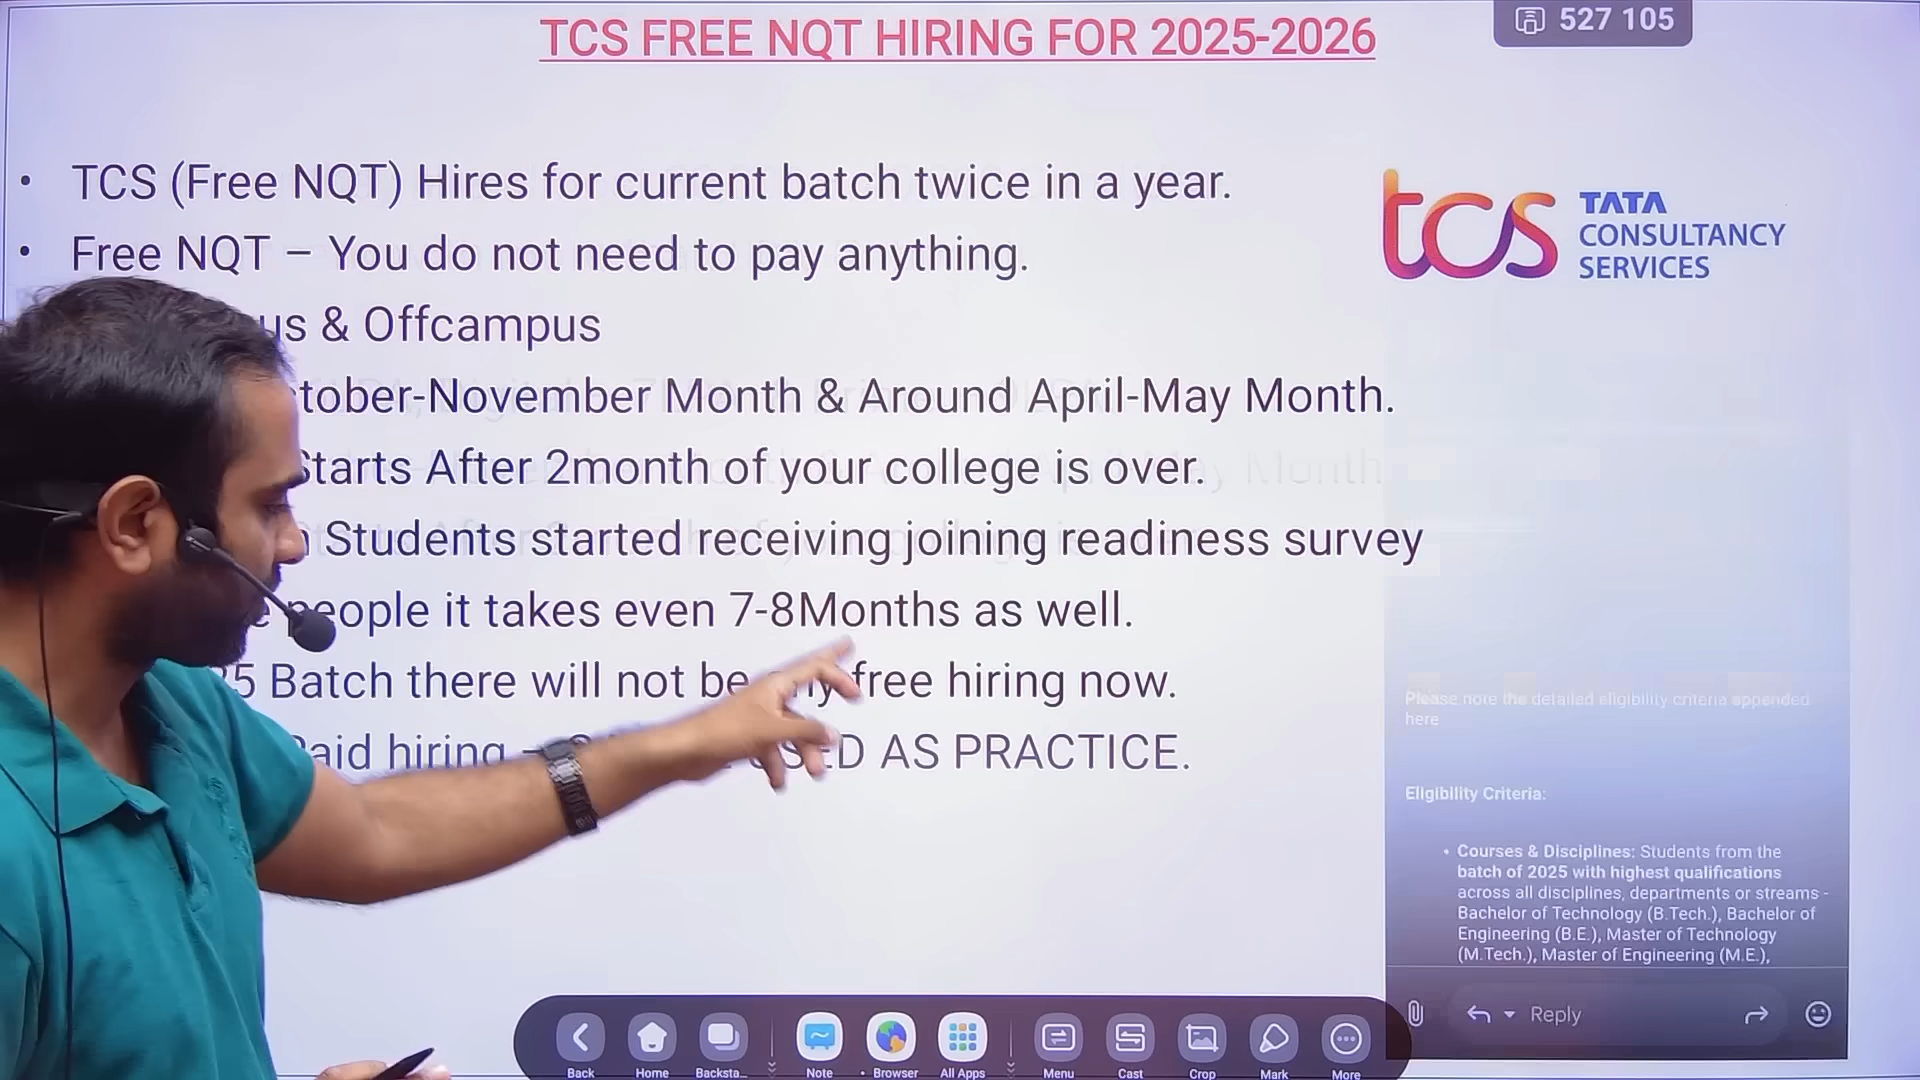 TCS FREE NQT HIRING FOR 2025-2026
527 105
• TCS (Free NQT) Hires for current batch twice in a year.
• Free NQT – You do not need to pay anything.
us & Offcampus
tober-November Month & Around April-May Month.
Starts After 2month of your college is over.
Students started receiving joining readiness survey
people it takes even 7-8Months as well.
25 Batch there will not be any free hiring now.
Paid hiring – USED AS PRACTICE.
tcs TATA
CONSULTANCY
SERVICES
Please note the detailed eligibility criteria appended
here
Eligibility Criteria:
• Courses & Disciplines: Students from the
batch of 2025 with highest qualifications
across all disciplines, departments or streams -
Bachelor of Technology (B.Tech.), Bachelor of
Engineering (B.E.), Master of Technology
(M.Tech.), Master of Engineering (M.E.),
Reply
Back Home Backsta... Note Browser All Apps Menu Cast Crop Mark More